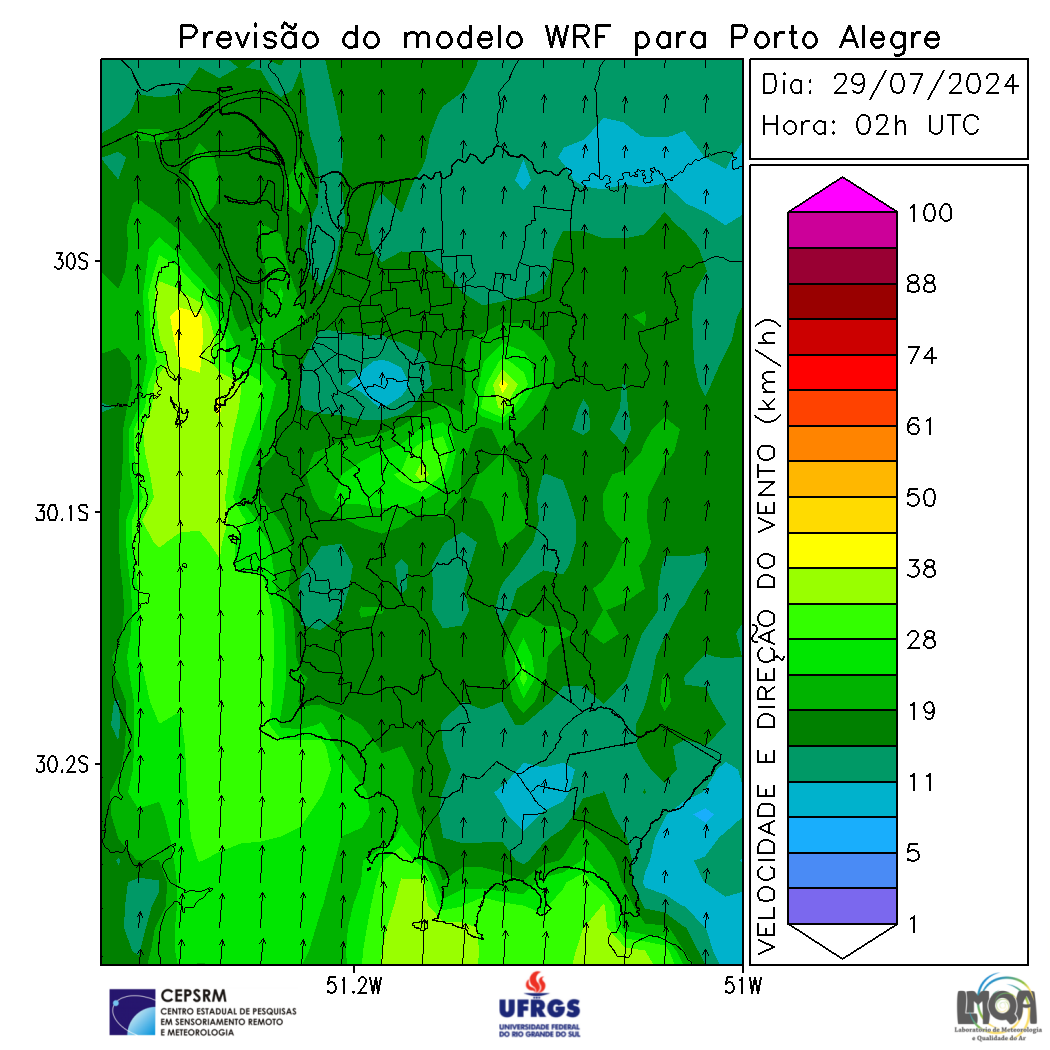 Previsão do modelo WRF para Porto Alegre
Dia: 29/07/2024
Hora: 02h UTC
30S
30.1S
30.2S
51.2W
51W
VELOCIDADE E DIREÇÃO DO VENTO (km/h)
100
88
74
61
50
38
28
19
11
5
1
CEPSRM
CENTRO ESTADUAL DE PESQUISAS
EM SENSORIAMENTO REMOTO
E METEOROLOGIA
UFRGS
UNIVERSIDADE FEDERAL
DO RIO GRANDE DO SUL
LMQA
Laboratório de Meteorologia
e Qualidade do Ar